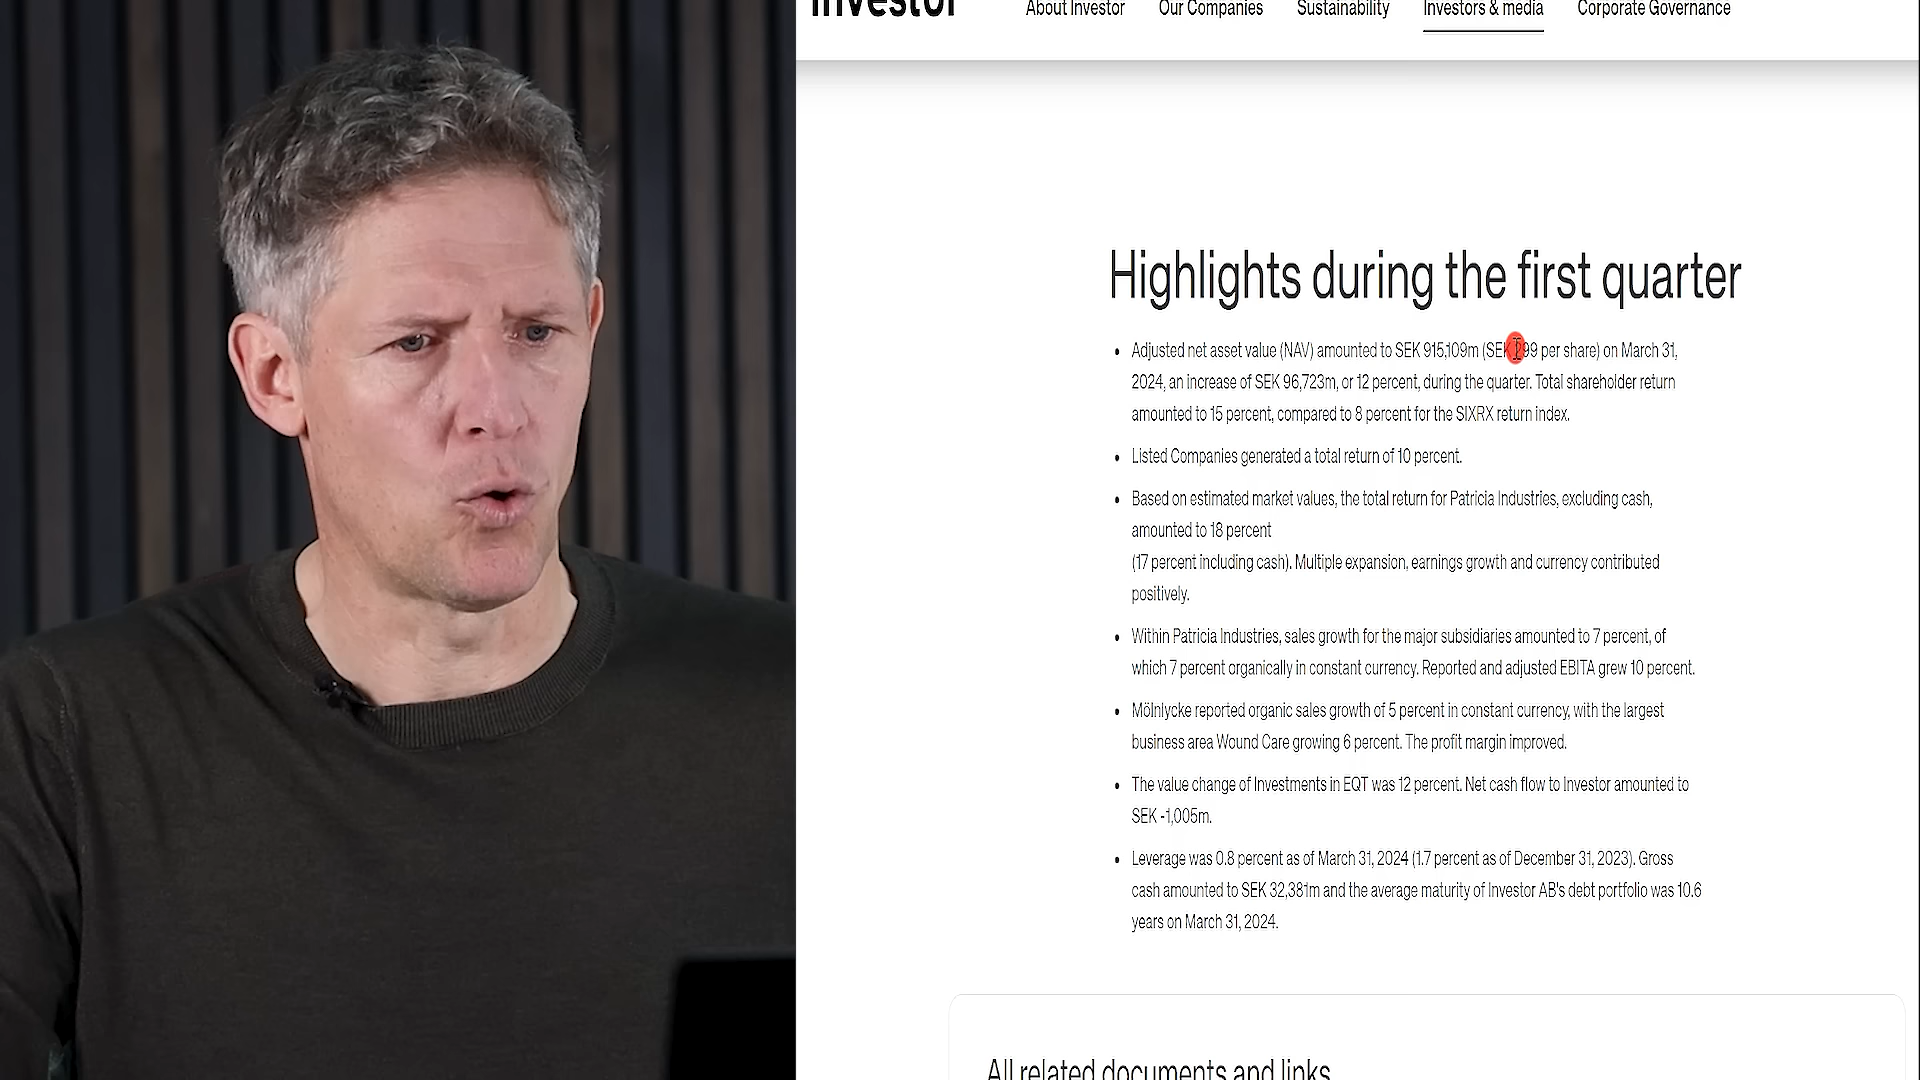 Investor
About Investor Our Companies Sustainability Investors & media Corporate Governance
Highlights during the first quarter
• Adjusted net asset value (NAV) amounted to SEK 915,109m (SEK 299 per share) on March 31,
2024, an increase of SEK 96,723m, or 12 percent, during the quarter. Total shareholder return
amounted to 15 percent, compared to 8 percent for the SIXRX return index.
• Listed Companies generated a total return of 10 percent.
• Based on estimated market values, the total return for Patricia Industries, excluding cash,
amounted to 18 percent
(17 percent including cash). Multiple expansion, earnings growth and currency contributed
positively.
• Within Patricia Industries, sales growth for the major subsidiaries amounted to 7 percent, of
which 7 percent organically in constant currency. Reported and adjusted EBITA grew 10 percent.
• Mölnlycke reported organic sales growth of 5 percent in constant currency, with the largest
business area Wound Care growing 6 percent. The profit margin improved.
• The value change of Investments in EQT was 12 percent. Net cash flow to Investor amounted to
SEK -1,005m.
• Leverage was 0.8 percent as of March 31, 2024 (1.7 percent as of December 31, 2023). Gross
cash amounted to SEK 32,381m and the average maturity of Investor AB's debt portfolio was 10.6
years on March 31, 2024.
All related documents and links